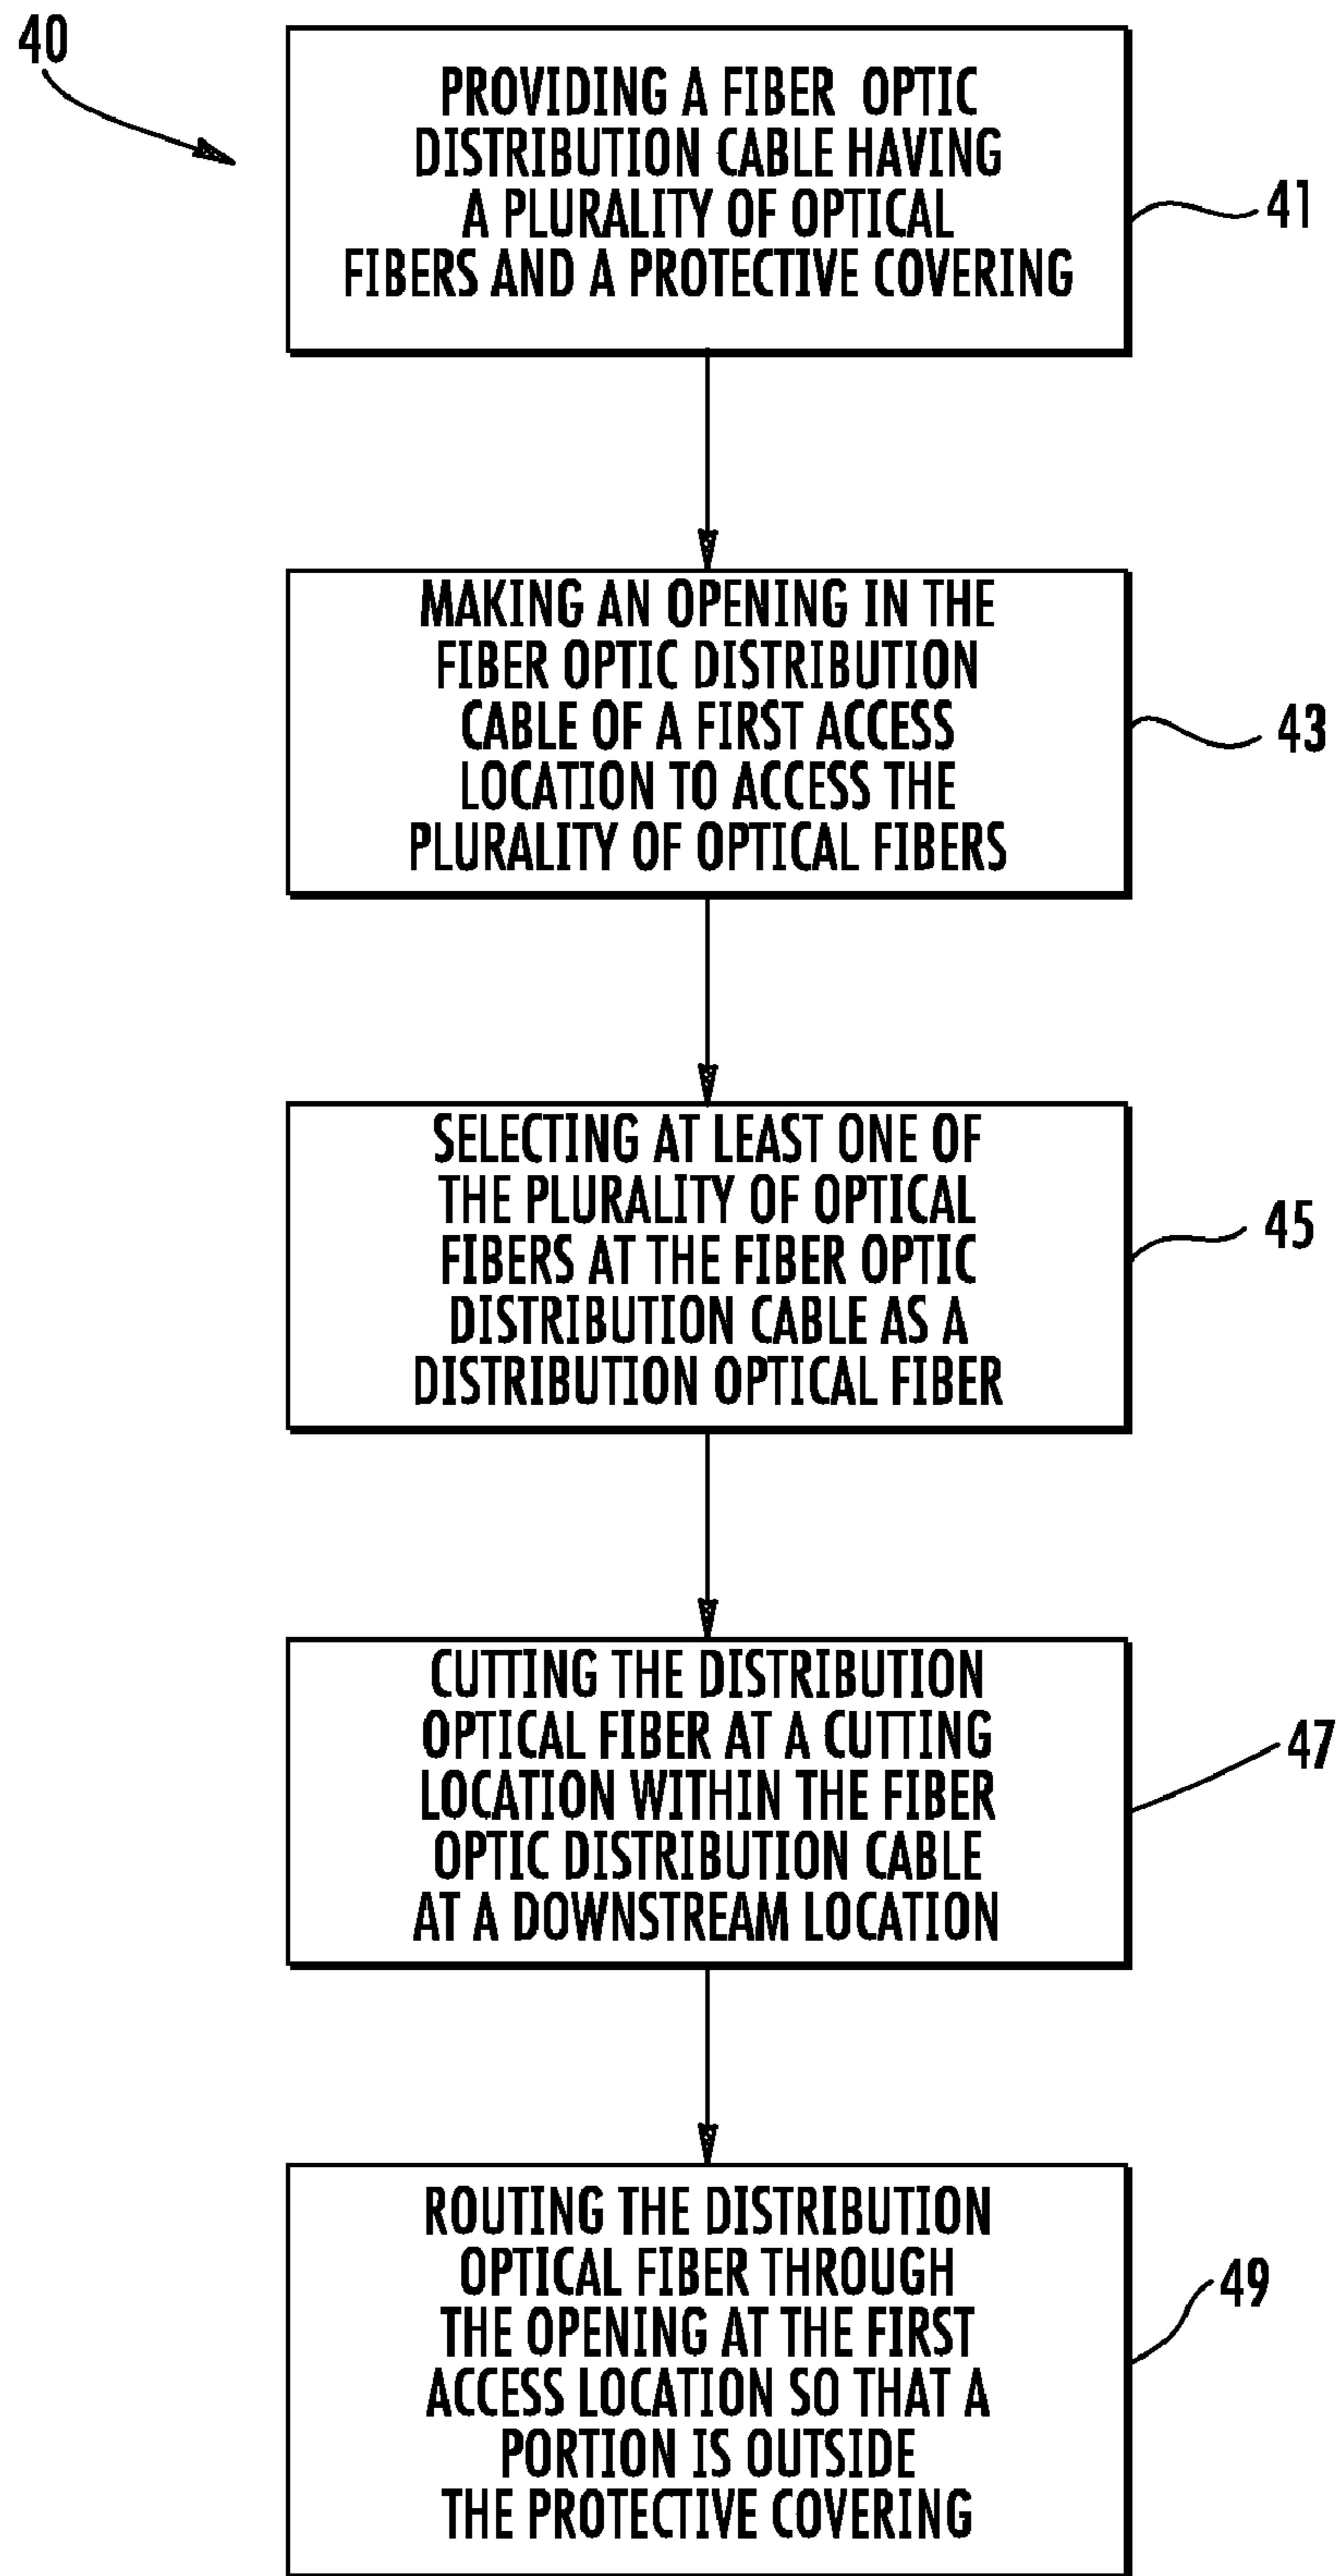 40
PROVIDING A FIBER OPTIC
DISTRIBUTION CABLE HAVING
A PLURALITY OF OPTICAL
FIBERS AND A PROTECTIVE COVERING
41
MAKING AN OPENING IN THE
FIBER OPTIC DISTRIBUTION
CABLE OF A FIRST ACCESS
LOCATION TO ACCESS THE
PLURALITY OF OPTICAL FIBERS
43
SELECTING AT LEAST ONE OF
THE PLURALITY OF OPTICAL
FIBERS AT THE FIBER OPTIC
DISTRIBUTION CABLE AS A
DISTRIBUTION OPTICAL FIBER
45
CUTTING THE DISTRIBUTION
OPTICAL FIBER AT A CUTTING
LOCATION WITHIN THE FIBER
OPTIC DISTRIBUTION CABLE
AT A DOWNSTREAM LOCATION
47
ROUTING THE DISTRIBUTION
OPTICAL FIBER THROUGH
THE OPENING AT THE FIRST
ACCESS LOCATION SO THAT A
PORTION IS OUTSIDE
THE PROTECTIVE COVERING
49